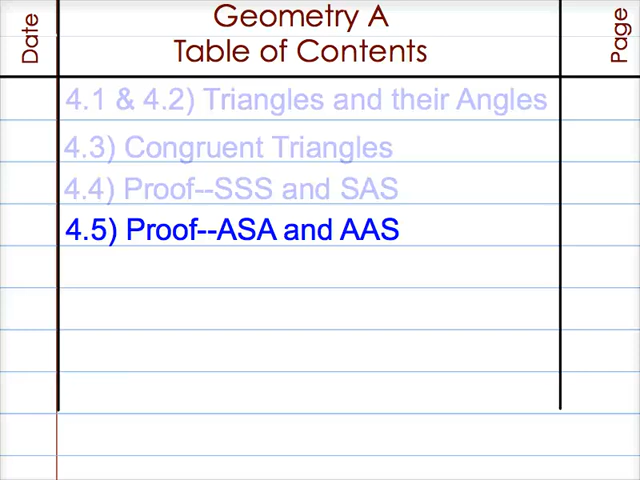 Date
Geometry A
Table of Contents
Page
4.1 & 4.2) Triangles and their Angles
4.3) Congruent Triangles
4.4) Proof--SSS and SAS
4.5) Proof--ASA and AAS